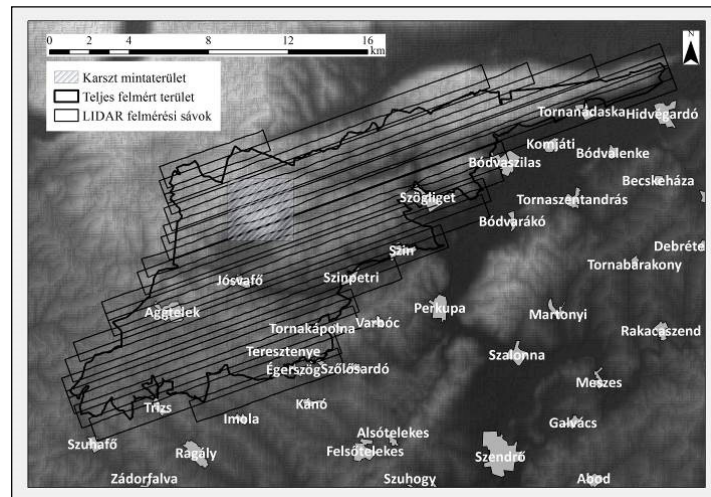 0 2 4 8 12 16
km
N
Karszt mintaterület
Teljes felmért terület
LIDAR felmérési sávok
Tornanádaska
Hidvégardó
Komjáti
Bódvalenke
Bódvaszilas
Becskeháza
Szögliget
Tornaszentandrás
Bódvarákó
Szin
Debréte
Tornabarakony
Jósvafő
Szinpetri
Aggtelek
Perkupa
Martonyi
Varbóc
Tornakápolna
Rakacaszend
Teresztenye
Szalonna
Égerszög
Szőlősardó
Meszes
Kánó
Trizs
Imola
Galvács
Alsótelekes
Szuhafő
Ragály
Felsőtelekes
Szendrő
Zádorfalva
Szuhogy
Abod